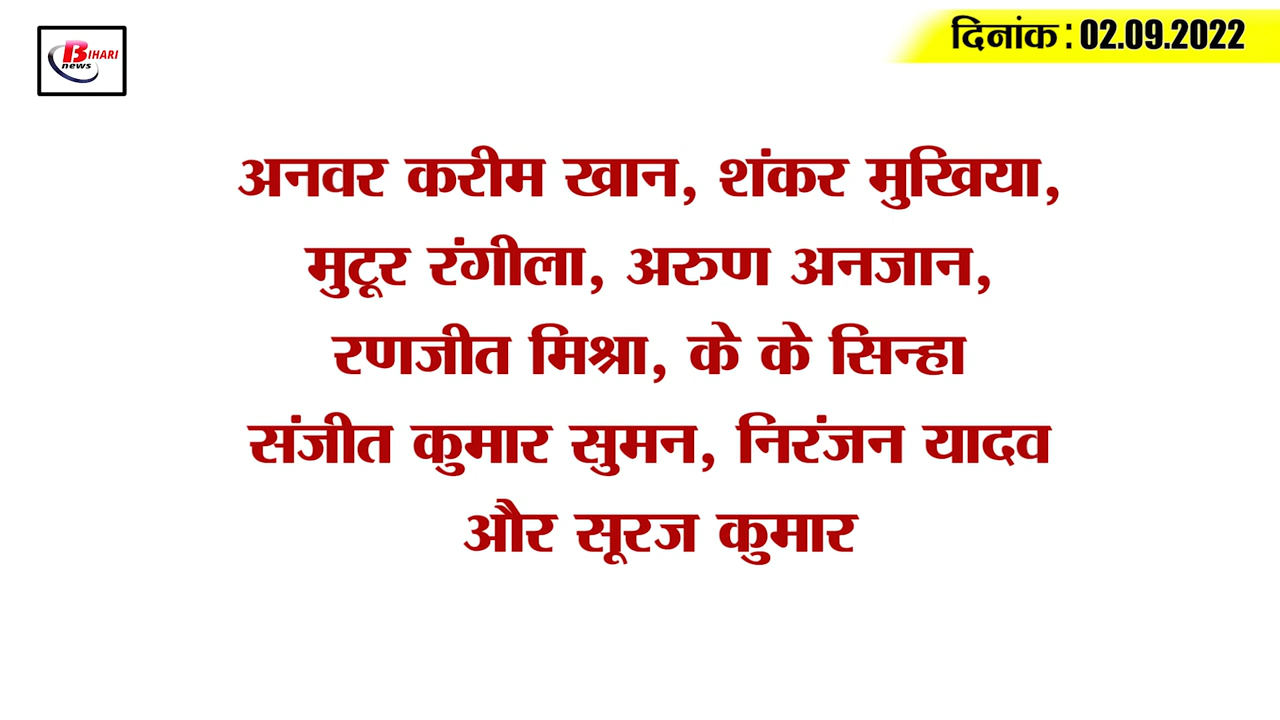 BIHARI
news
दिनांक : 02.09.2022
अनवर करीम खान, शंकर मुखिया,
मुटूर रंगीला, अरुण अनजान,
रणजीत मिश्रा, के के सिन्हा
संजीत कुमार सुमन, निरंजन यादव
और सूरज कुमार